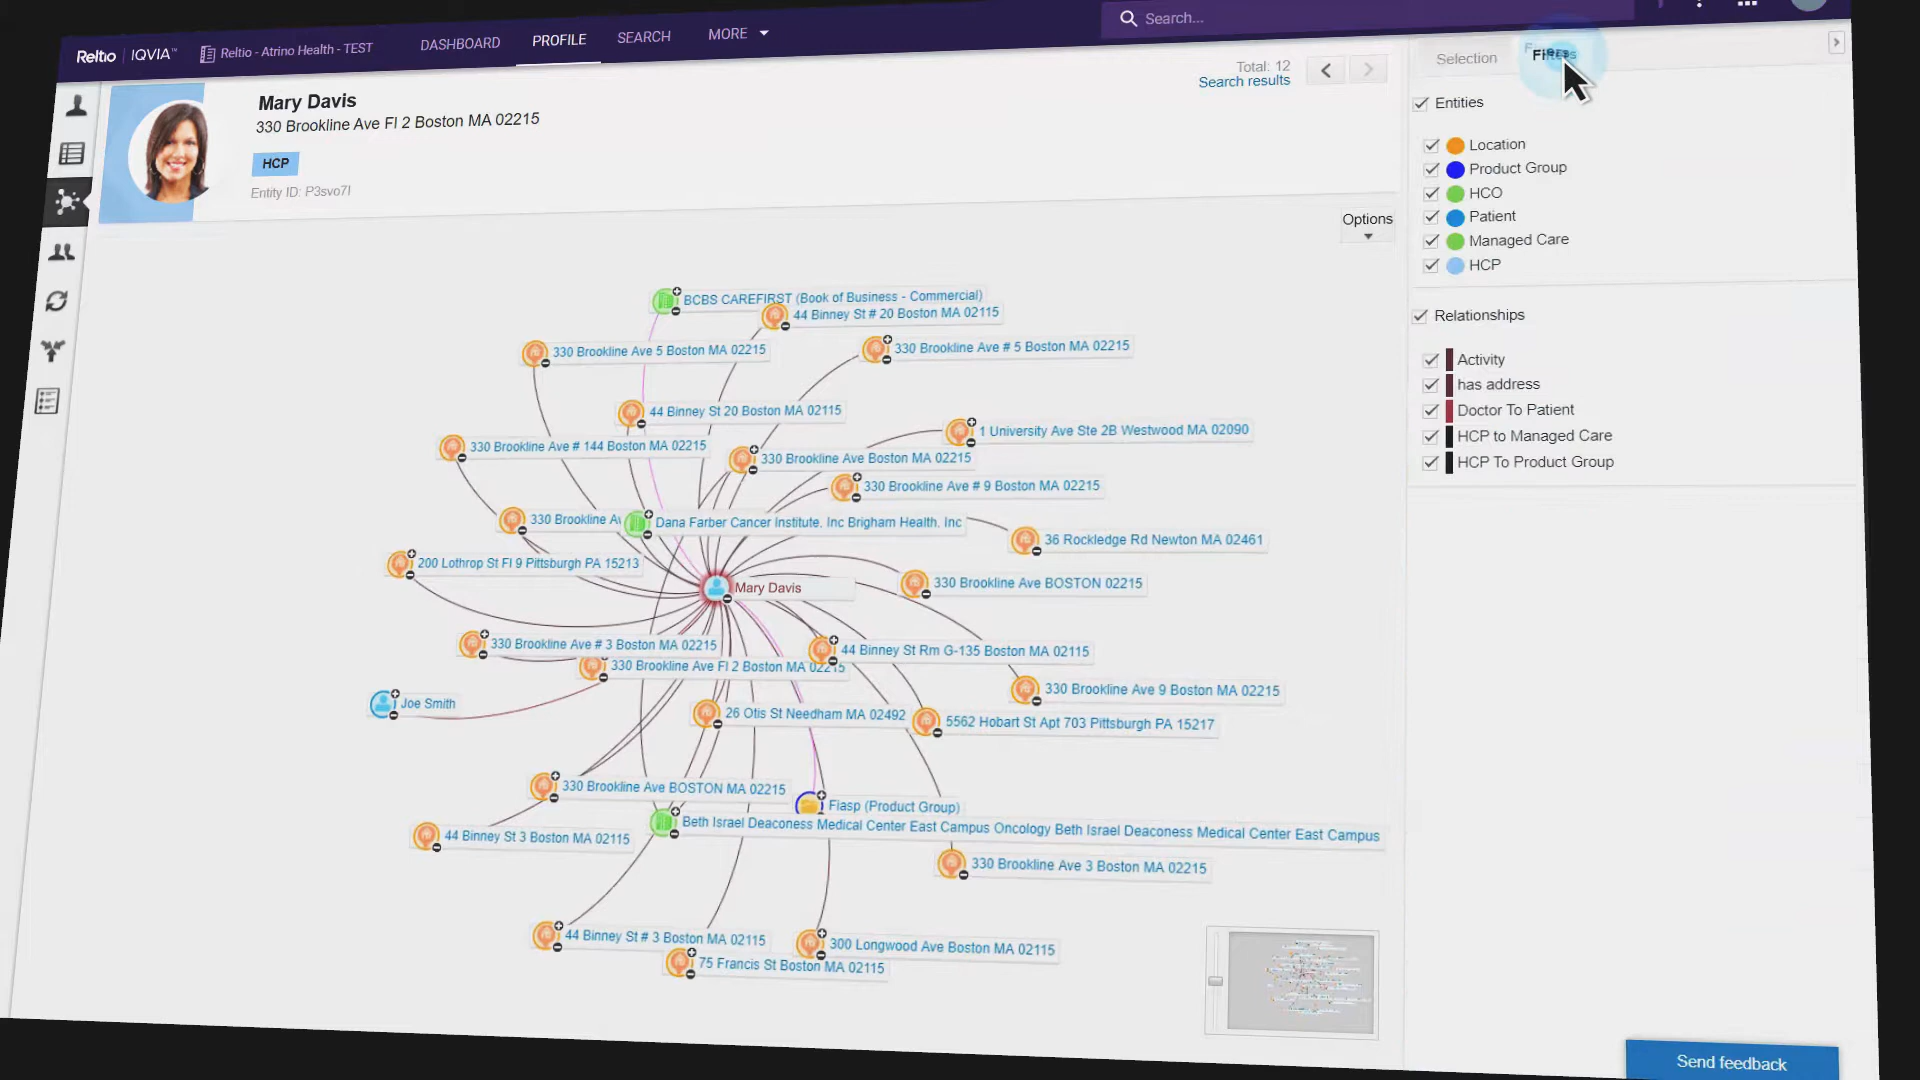 Reltio | IQVIA™
Reltio - Atrino Health - TEST
DASHBOARD
PROFILE
SEARCH
MORE
Search...
Mary Davis
330 Brookline Ave Fl 2 Boston MA 02215
HCP
Entity ID: P3svo7I
Total: 12
Search results
Options
Selection
Filters
Entities
Location
Product Group
HCO
Patient
Managed Care
HCP
Relationships
Activity
has address
Doctor To Patient
HCP to Managed Care
HCP To Product Group
BCBS CAREFIRST (Book of Business - Commercial)
44 Binney St # 20 Boston MA 02115
330 Brookline Ave 5 Boston MA 02215
330 Brookline Ave # 5 Boston MA 02215
44 Binney St 20 Boston MA 02115
1 University Ave Ste 2B Westwood MA 02090
330 Brookline Ave # 144 Boston MA 02215
330 Brookline Ave Boston MA 02215
330 Brookline Ave # 9 Boston MA 02215
330 Brookline Av
Dana Farber Cancer Institute, Inc Brigham Health, Inc
36 Rockledge Rd Newton MA 02461
200 Lothrop St Fl 9 Pittsburgh PA 15213
Mary Davis
330 Brookline Ave BOSTON MA 02215
330 Brookline Ave # 3 Boston MA 02215
44 Binney St Rm G-135 Boston MA 02115
330 Brookline Ave Fl 2 Boston MA 02215
330 Brookline Ave 9 Boston MA 02215
Joe Smith
26 Otis St Needham MA 02492
5562 Hobart St Apt 703 Pittsburgh PA 15217
330 Brookline Ave BOSTON MA 02215
Fiasp (Product Group)
Beth Israel Deaconess Medical Center East Campus Oncology Beth Israel Deaconess Medical Center East Campus
44 Binney St 3 Boston MA 02115
330 Brookline Ave 3 Boston MA 02215
44 Binney St # 3 Boston MA 02115
300 Longwood Ave Boston MA 02115
75 Francis St Boston MA 02115
Send feedback